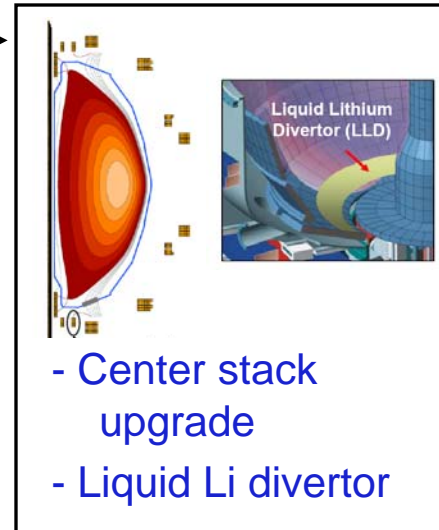 Liquid Lithium
Divertor (LLD)
- Center stack
upgrade
- Liquid Li divertor